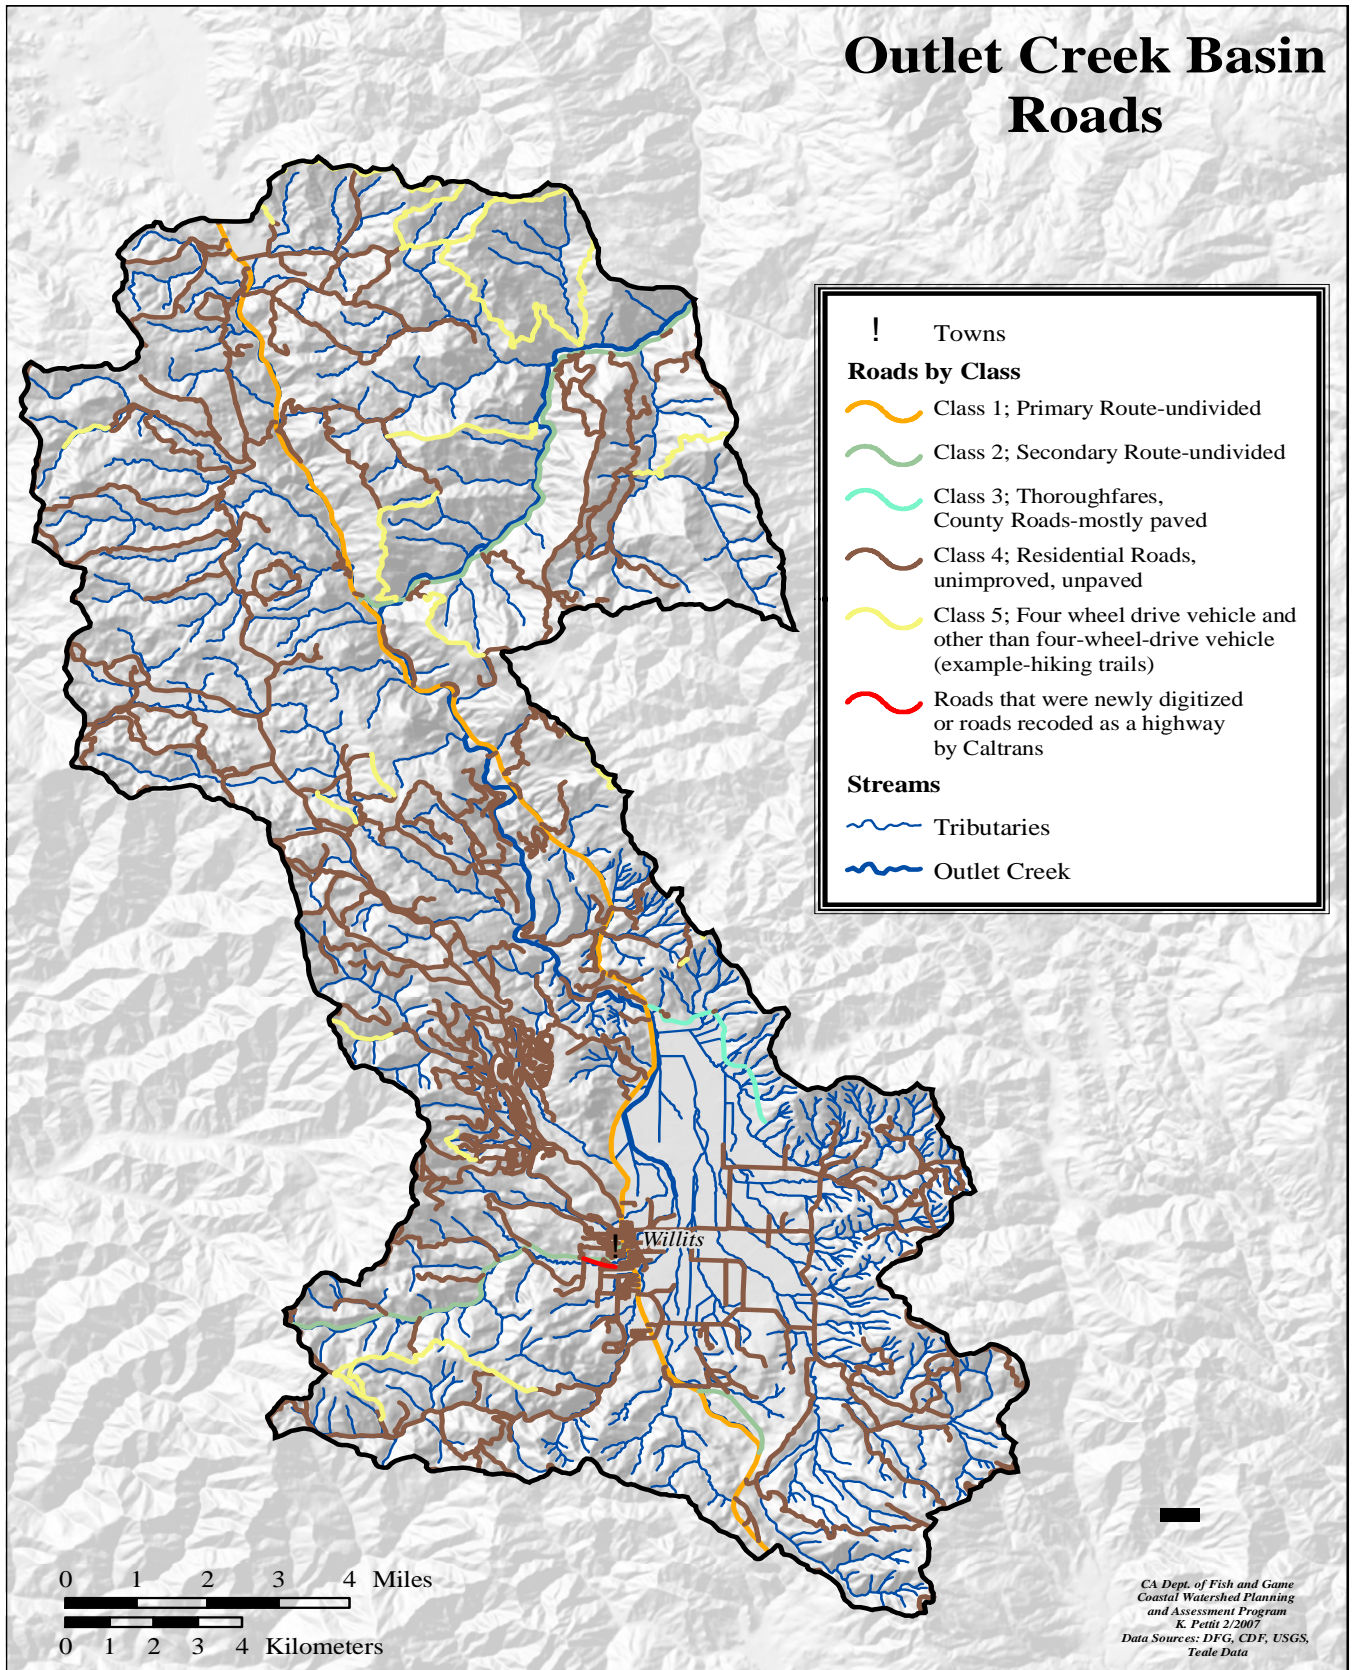 Outlet Creek Basin
Roads
! Towns
Roads by Class
Class 1; Primary Route-undivided
Class 2; Secondary Route-undivided
Class 3; Thoroughfares,
County Roads-mostly paved
Class 4; Residential Roads,
unimproved, unpaved
Class 5; Four wheel drive vehicle and
other than four-wheel-drive vehicle
(example-hiking trails)
Roads that were newly digitized
or roads recoded as a highway
by Caltrans
Streams
Tributaries
Outlet Creek
! Willits
0 1 2 3 4 Miles
0 1 2 3 4 Kilometers
CA Dept. of Fish and Game
Coastal Watershed Planning
and Assessment Program
K. Pettit 2/2007
Data Sources: DFG, CDF, USGS,
Teale Data